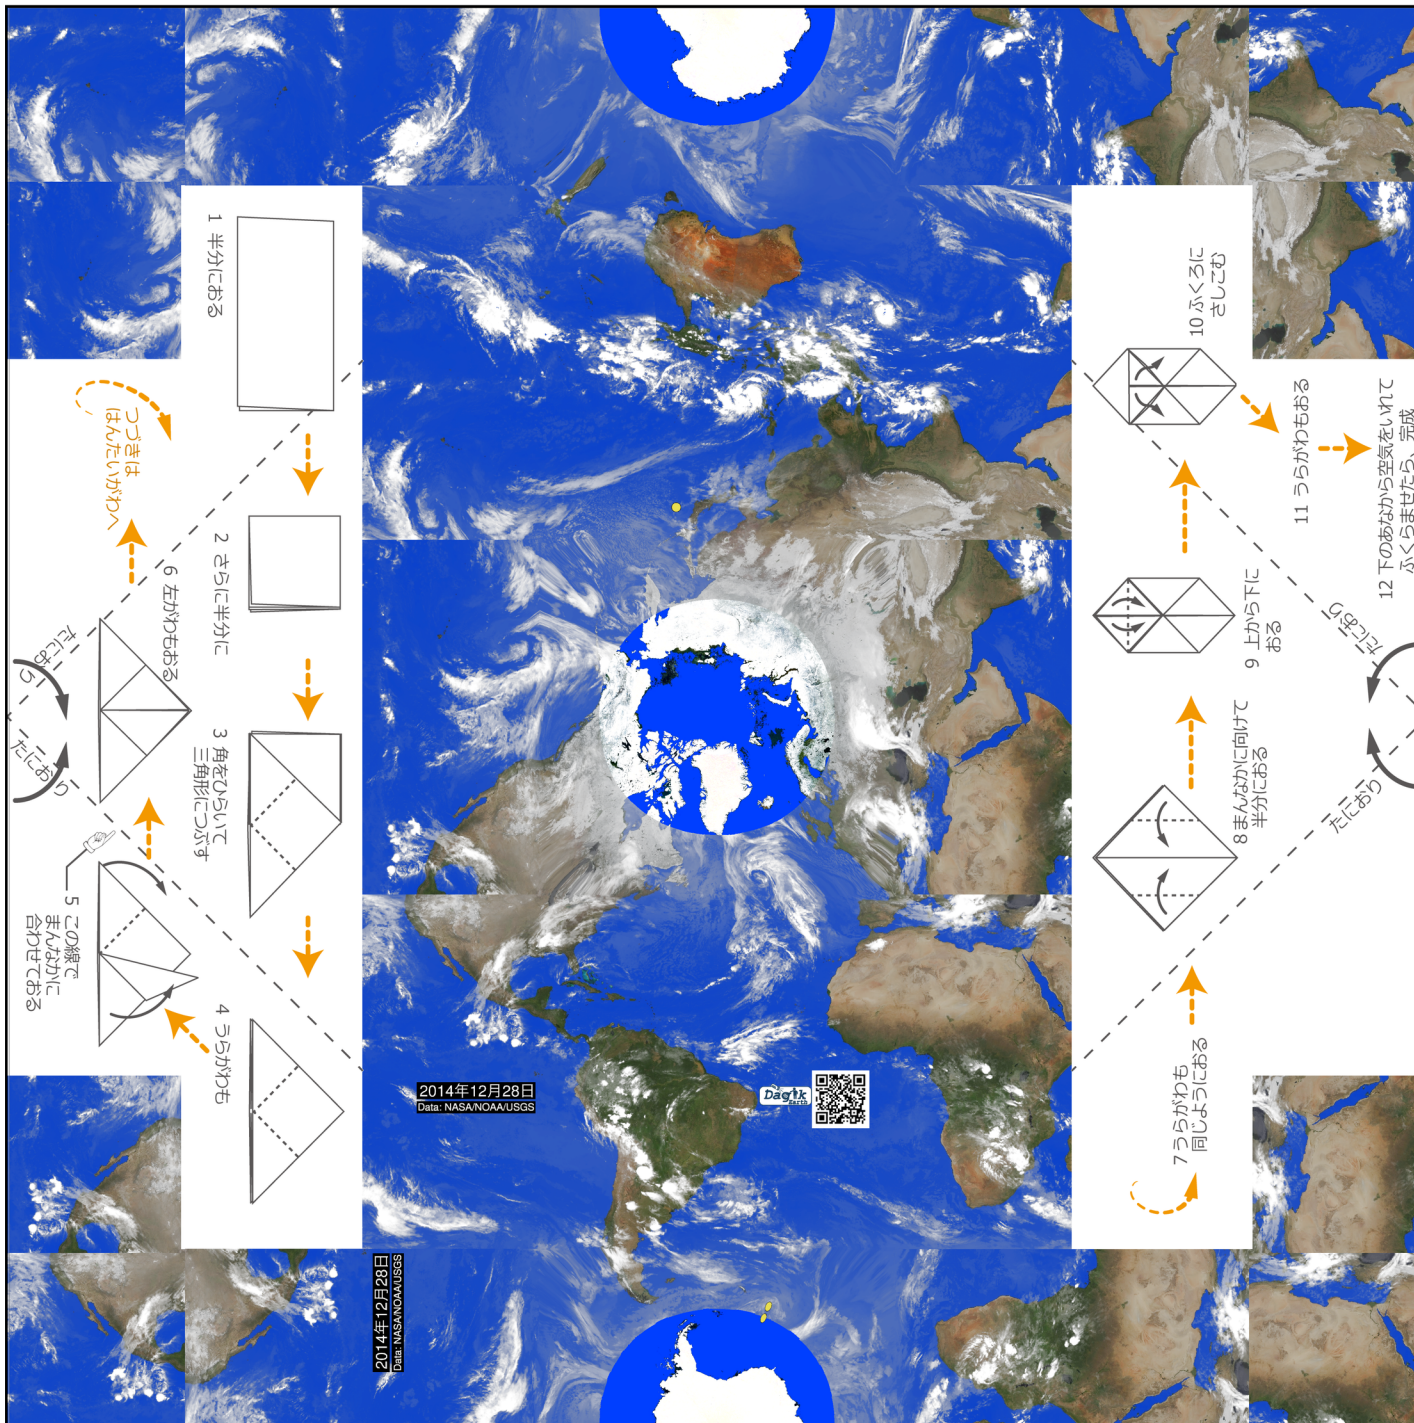 1 半分におる
2 さらに半分に
3 角をひらいて
三角形につぶす
4 うらがわも
5 この線で
まんなかに
合わせておる
6 左がわもおる
つづきは
はんたいがわへ
たにおり
たにおり
7 うらがわも
同じようにおる
8 まんなかに向けて
半分におる
9 上から下に
おる
10 ふくろに
さしこむ
11 うらがわもおる
12 下のあなから空気をいれて
ふくらませたら、完成
たにおり
たにおり
2014年12月28日
Data: NASA/NOAA/USGS
Dagik
Earth
2014年12月28日
Data: NASA/NOAA/USGS